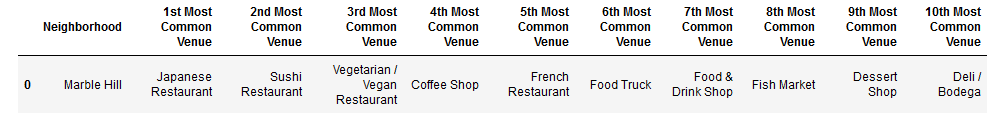 Neighborhood 1st Most Common Venue 2nd Most Common Venue 3rd Most Common Venue 4th Most Common Venue 5th Most Common Venue 6th Most Common Venue 7th Most Common Venue 8th Most Common Venue 9th Most Common Venue 10th Most Common Venue
0 Marble Hill Japanese Restaurant Sushi Restaurant Vegetarian / Vegan Restaurant Coffee Shop French Restaurant Food Truck Food & Drink Shop Fish Market Dessert Shop Deli / Bodega